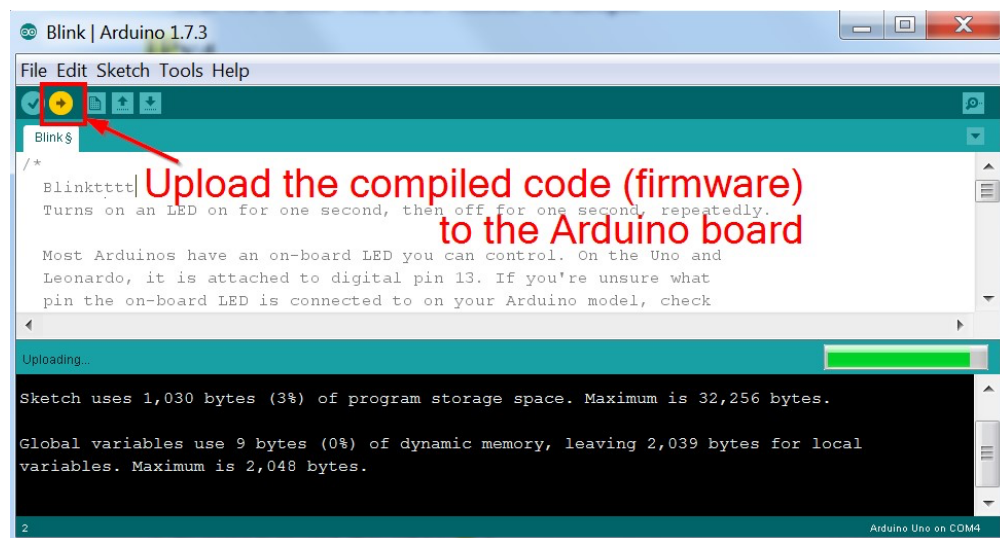 Blink | Arduino 1.7.3
File Edit Sketch Tools Help
Blink §
/*
Blinktttt
Upload the compiled code (firmware)
to the Arduino board
Turns on an LED on for one second, then off for one second, repeatedly.
Most Arduinos have an on-board LED you can control. On the Uno and
Leonardo, it is attached to digital pin 13. If you're unsure what
pin the on-board LED is connected to on your Arduino model, check
Uploading...
Sketch uses 1,030 bytes (3%) of program storage space. Maximum is 32,256 bytes.
Global variables use 9 bytes (0%) of dynamic memory, leaving 2,039 bytes for local
variables. Maximum is 2,048 bytes.
2
Arduino Uno on COM4